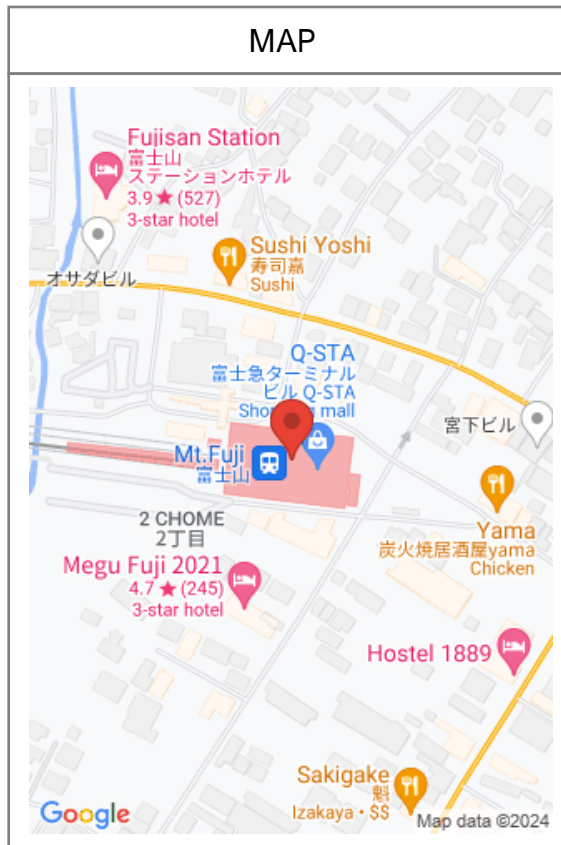 MAP
Fujisan Station
富士山
ステーションホテル
3.9 ★ (527)
3-star hotel
オサダビル
Sushi Yoshi
寿司嘉
Sushi
Q-STA
富士急ターミナル
ビル Q-STA
mall
宮下ビル
Mt.Fuji
富士山
2 CHOME
2丁目
Yama
炭火焼居酒屋yama
Chicken
Megu Fuji 2021
4.7 ★ (245)
3-star hotel
Hostel 1889
Sakigake
魁
Izakaya • $$
Google
Map data ©2024